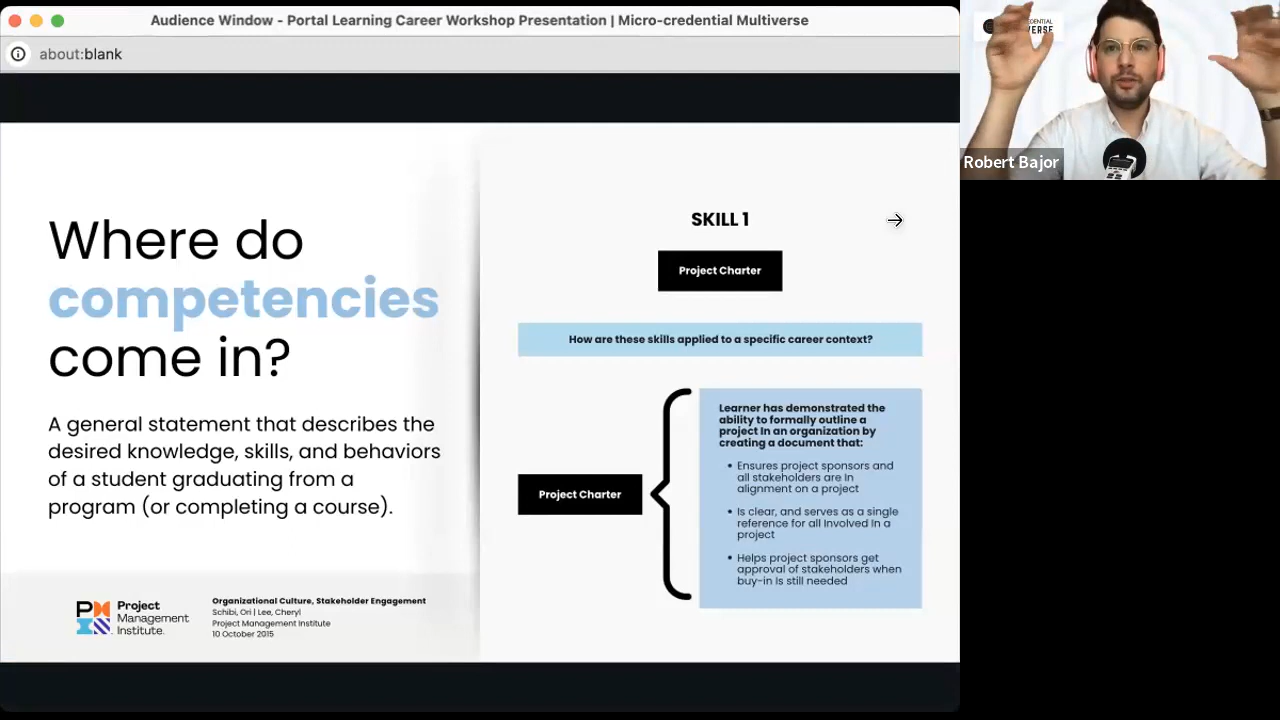 Audience Window - Portal Learning Career Workshop Presentation | Micro-credential Multiverse
about:blank
Where do
competencies
come in?
A general statement that describes the
desired knowledge, skills, and behaviors
of a student graduating from a
program (or completing a course).
Project
Management
Institute.
Organizational Culture, Stakeholder Engagement
Schibi, Ori | Lee, Cheryl
Project Management Institute
10 October 2015
SKILL 1
→
Project Charter
How are these skills applied to a specific career context?
Project Charter
Learner has demonstrated the
ability to formally outline a
project In an organization by
creating a document that:
• Ensures project sponsors and
all stakeholders are In
alignment on a project
• Is clear, and serves as a single
reference for all Involved In a
project
• Helps project sponsors get
approval of stakeholders when
buy-in Is still needed
Robert Bajor